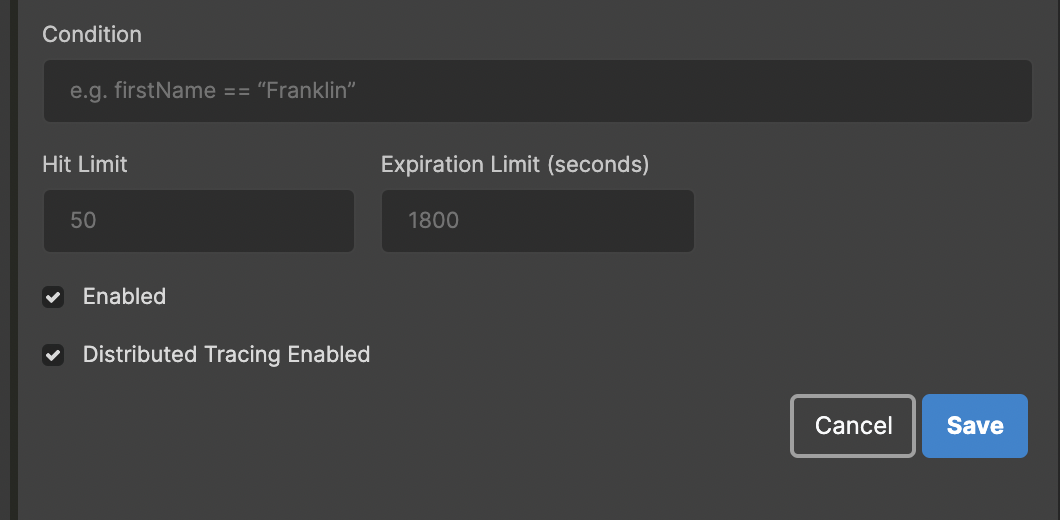 Condition
e.g. firstName == “Franklin”
Hit Limit
Expiration Limit (seconds)
50
1800
Enabled
Distributed Tracing Enabled
Cancel
Save